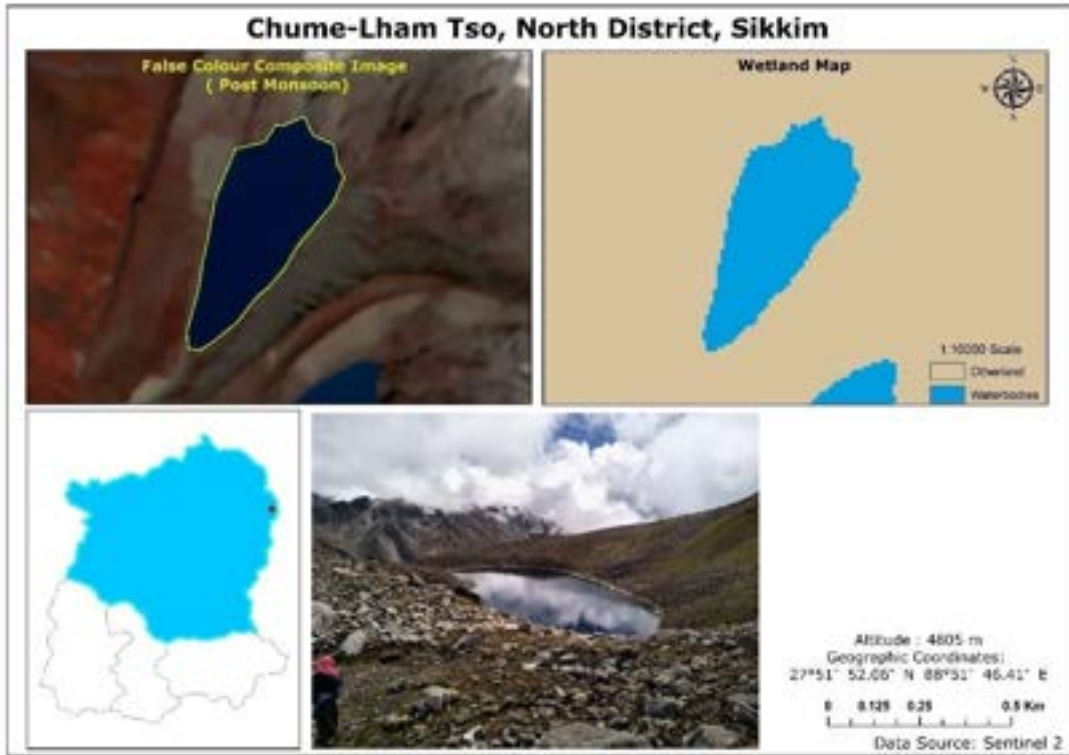 Chume-Lham Tso, North District, Sikkim
False Colour Composite Image
( Post Monsoon)
Wetland Map
N
W
S
1:10000 Scale
Otherland
Waterbodies
Altitude : 4805 m
Geographic Coordinates:
27°51' 52.06" N 88°51' 46.41" E
0 0.125 0.25 0.5 Km
Data Source: Sentinel 2